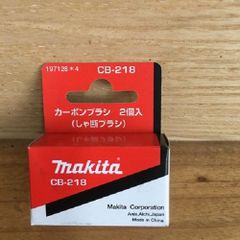 197128*4
CB-218
カーボンブラシ 2個入
(しゃ断ブラシ)
makita
CB-218
Makita Corporation
Anjo, Aichi, Japan
Made in China